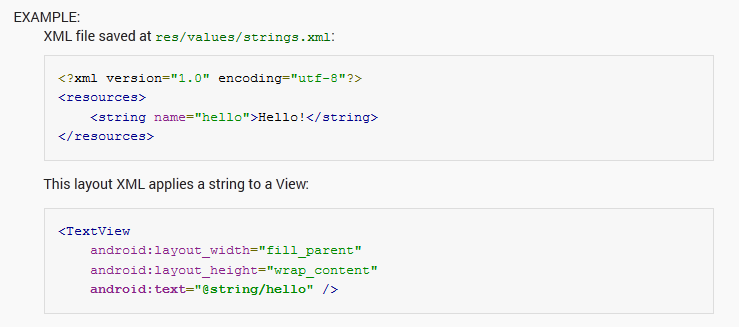 EXAMPLE:
XML file saved at res/values/strings.xml:
<?xml version="1.0" encoding="utf-8"?>
<resources>
    <string name="hello">Hello!</string>
</resources>
This layout XML applies a string to a View:
<TextView
    android:layout_width="fill_parent"
    android:layout_height="wrap_content"
    android:text="@string/hello" />